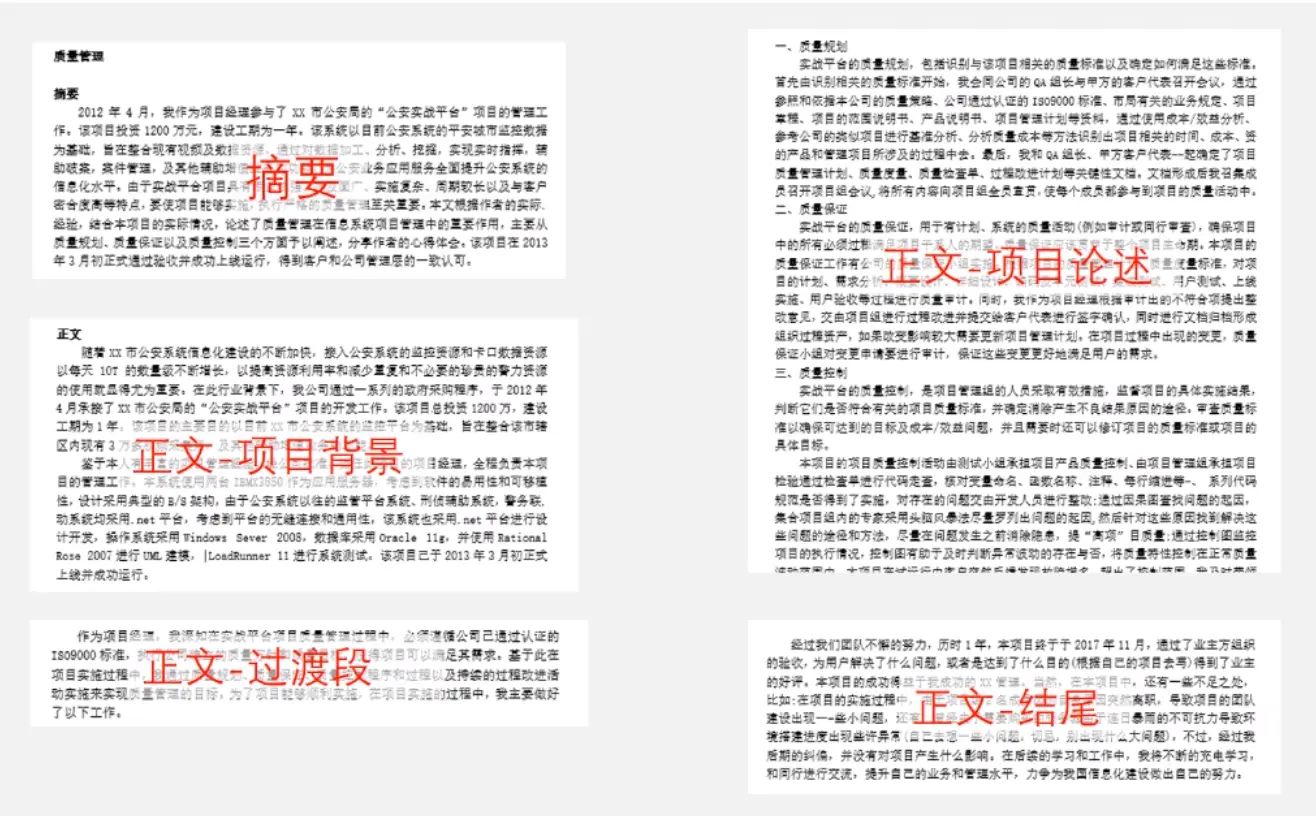 质量管理
摘要
2012 年 4 月，我作为项目经理参与了 XX 市公安局的“公安实战平台”项目的管理工
作。该项目投资 1200 万元，建设工期为一年。该系统以目前公安系统的平安城市监控数据
为基础，旨在整合现有视频及数据资源，通过对数据加工、分析、挖掘，实现实时指挥，辅
助破案，案件管理，及其他辅助增值 公安业务应用服务全面提升公安系统的
信息化水平。由于实战平台项目具有 广、实施复杂、周期较长以及与客户
密合度高等特点，要使项目能够实施，执行严格的质量管理至关重要。本文根据作者的实际
经验，结合本项目的实际情况，论述了质量管理在信息系统项目管理中的重要作用，主要从
质量规划、质量保证以及质量控制三个方面予以阐述，分享作者的心得体会。该项目在 2013
年 3 月初正式通过验收并成功上线运行，得到客户和公司管理层的一致认可。
摘要
正文
随着 XX 市公安系统信息化建设的不断加快，接入公安系统的监控资源和卡口数据资源
以每天 10T 的数量级不断增长，以提高资源利用率和减少重复和不必要的珍贵的警力资源
的使用就显得尤为重要。在此行业背景下，我公司通过一系列的政府采购程序，于 2012 年
4 月承接了 XX 市公安局的“公安实战平台”项目的开发工作。该项目总投资 1200 万，建设
工期为 1 年，该项目的主要目的以目前 XX 市公安系统的监控平台为基础，旨在整合该市辖
区内现有 3 万
鉴于本人有丰富的 项目经理，全程负责本项
目的管理工作。本系统使用两台 IBMX3850 作为应用服务器，考虑到软件的易用性和可移植
性，设计采用典型的 B/S 架构，由于公安系统以往的监管平台系统、刑侦辅助系统，警务联
动系统均采用.net 平台，考虑到平台的无缝连接和通用性，该系统也采用.net 平台进行设
计开发，操作系统采用 Windows Sever 2008，数据库采用 Oracle 11g，并使用 Rational
Rose 2007 进行 UML 建模，|LoadRunner 11 进行系统测试。该项目已于 2013 年 3 月初正式
上线并成功运行。
正文-项目背景
作为项目经理，我深知在实战平台项目质量管理过程中，必须遵循公司已通过认证的
ISO9000 标准，执行 的质量 得项目可以满足其需求。基于此在
项目实施过程中，我通过质量规划、质量保 程序和过程以及持续的过程改进活
动实施来实现质量管理的目标，为了项目能够顺利实施，在项目实施的过程中，我主要做好
了以下工作。
正文-过渡段
一、质量规划
实战平台的质量规划，包括识别与该项目相关的质量标准以及确定如何满足这些标准。
首先由识别相关的质量标准开始，我会同公司的 QA 组长与甲方的客户代表召开会议，通过
参照和依据本公司的质量策略、公司通过认证的 ISO9000 标准、市局有关的业务规定、项目
章程、项目的范围说明书、产品说明书、项目管理计划等资料，通过使用成本/效益分析、
参考公司的类似项目进行基准分析、分析质量成本等方法识别出项目相关的时间、成本、资
的产品和管理项目所涉及的过程中去。最后，我和 QA 组长、甲方客户代表一起确定了项目
质量管理计划、质量度量、质量检查单、过程改进计划等关键性文档。文档形成后我召集成
员召开项目组会议，将所有内容向项目组全员宣贯，使每个成员都参与到项目的质量活动中。
二、质量保证
实战平台的质量保证，用于有计划、系统的质量活动(例如审计或同行审查)，确保项目
中的所有必须过程满足项目干系人的期望，质量保证应该贯穿于整个项目生命期。本项目的
质量保证工作有公司的 小组实施 质量度量标准，对项
目的计划、需求分析、概要设计、详细设计、编码及单元测试、 测试、用户测试、上线
实施、用户验收等过程进行质量审计。同时，我作为项目经理根据审计出的不符合项提出整
改意见，交由项目组进行过程改进并提交给客户代表进行签字确认，同时进行文档归档形成
组织过程资产，如果改变影响较大需要更新项目管理计划。在项目过程中出现的变更，质量
保证小组对变更申请要进行审计，保证这些变更更好地满足用户的需求。
三、质量控制
实战平台的质量控制，是项目管理组的人员采取有效措施，监督项目的具体实施结果，
判断它们是否符合有关的项目质量标准，并确定消除产生不良结果原因的途径。审查质量标
准以确保可达到的目标及成本/效益问题，并且需要时还可以修订项目的质量标准或项目的
具体目标。
本项目的项目质量控制活动由测试小组承担项目产品质量控制、由项目管理组承担项目
检验通过检查单进行代码走查，核对变量命名、函数名称、注释、每行缩进等-、系列代码
规范是否得到了实施，对存在的问题交由开发人员进行整改;通过因果图查找问题的起因，
集合项目组内的专家采用头脑风暴法尽量罗列出问题的起因，然后针对这些原因找到解决这
些问题的途径和方法，尽量在问题发生之前消除隐患，提“高项”目质量;通过控制图监控
项目的执行情况，控制图有助于及时判断异常波动的存在与否，将质量特性控制在正常质量
正文-项目论述
经过我们团队不懈的努力，历时 1 年，本项目终于于 2017 年 11 月，通过了业主方组织
的验收，为用户解决了什么问题，或者是达到了什么目的(根据自己的项目去写)得到了业主
的好评。本项目的成功得益于我成功的 XX 管理。当然，在本项目中，还有一些不足之处，
比如:在项目的实施过程中，由于项目组 2 名成 因突然离职，导致项目的团队
建设出现一-些小问题，还有 需要购 于连日暴雨的不可抗力导致环
境搭建进度出现些许异常(自己去想一些小问题，切忌，别出现什么大问题)，不过，经过我
后期的纠偏，并没有对项目产生什么影响。在后续的学习和工作中，我将不断的充电学习，
和同行进行交流，提升自己的业务和管理水平，力争为我国信息化建设做出自己的努力。
正文-结尾